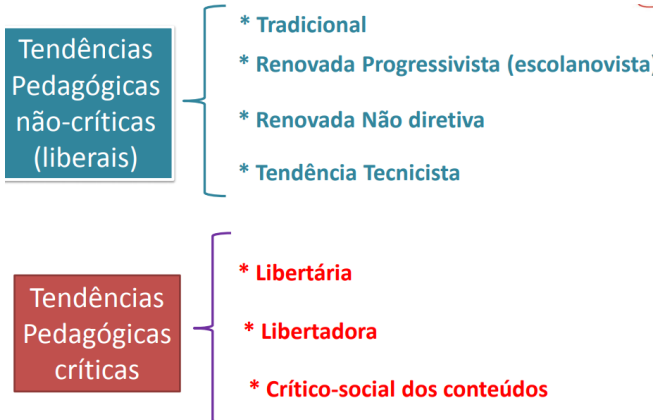 Tendências
Pedagógicas
não-críticas
(liberais)
* Tradicional
* Renovada Progressivista (escolanovista)
* Renovada Não diretiva
* Tendência Tecnicista
Tendências
Pedagógicas
críticas
* Libertária
* Libertadora
* Crítico-social dos conteúdos